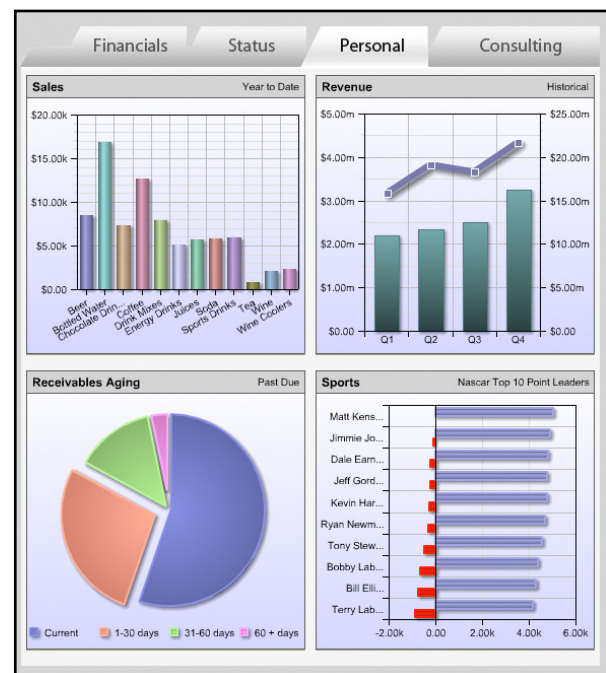 Financials Status Personal Consulting
Sales Year to Date
$20.00k
$15.00k
$10.00k
$5.00k
$0.00
Beer
Bottled Water
Chocolate Drin...
Coffee
Drink Mixes
Energy Drinks
Juices
Soda
Sports Drinks
Tea
Wine
Wine Coolers
Revenue Historical
$5.00m $25.00m
$4.00m $20.00m
$3.00m $15.00m
$2.00m $10.00m
$1.00m $5.00m
$0.00 $0.00
Q1 Q2 Q3 Q4
Receivables Aging Past Due
Current 1-30 days 31-60 days 60 + days
Sports Nascar Top 10 Point Leaders
Matt Kens...
Jimmie Jo...
Dale Earn...
Jeff Gord...
Kevin Har...
Ryan Newm...
Tony Stew...
Bobby Lab...
Bill Elli...
Terry Lab...
-2.00k 0.00 2.00k 4.00k 6.00k